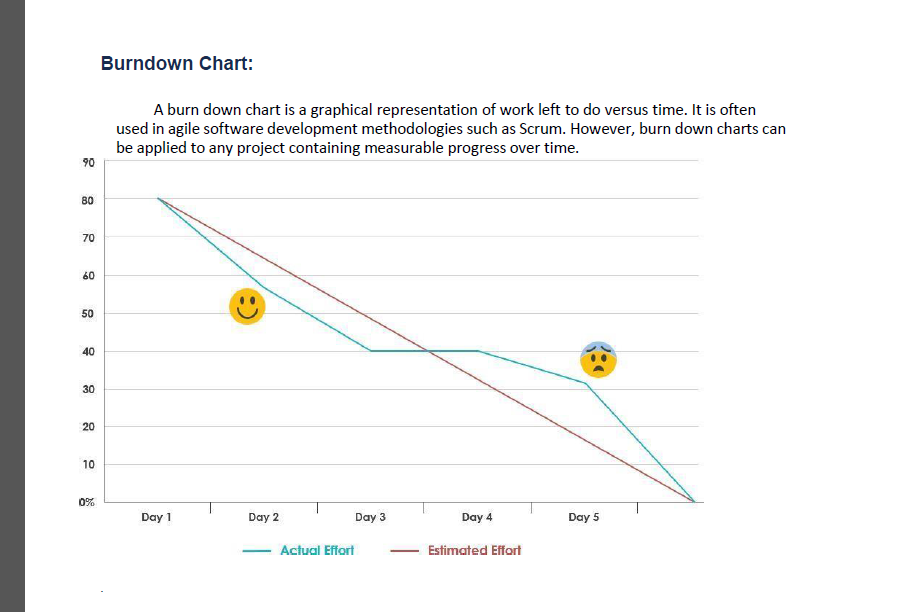 Burndown Chart:
A burn down chart is a graphical representation of work left to do versus time. It is often
used in agile software development methodologies such as Scrum. However, burn down charts can
be applied to any project containing measurable progress over time.
90
80
70
60
50
40
30
20
10
0%
Day 1 Day 2 Day 3 Day 4 Day 5
Actual Effort Estimated Effort
.